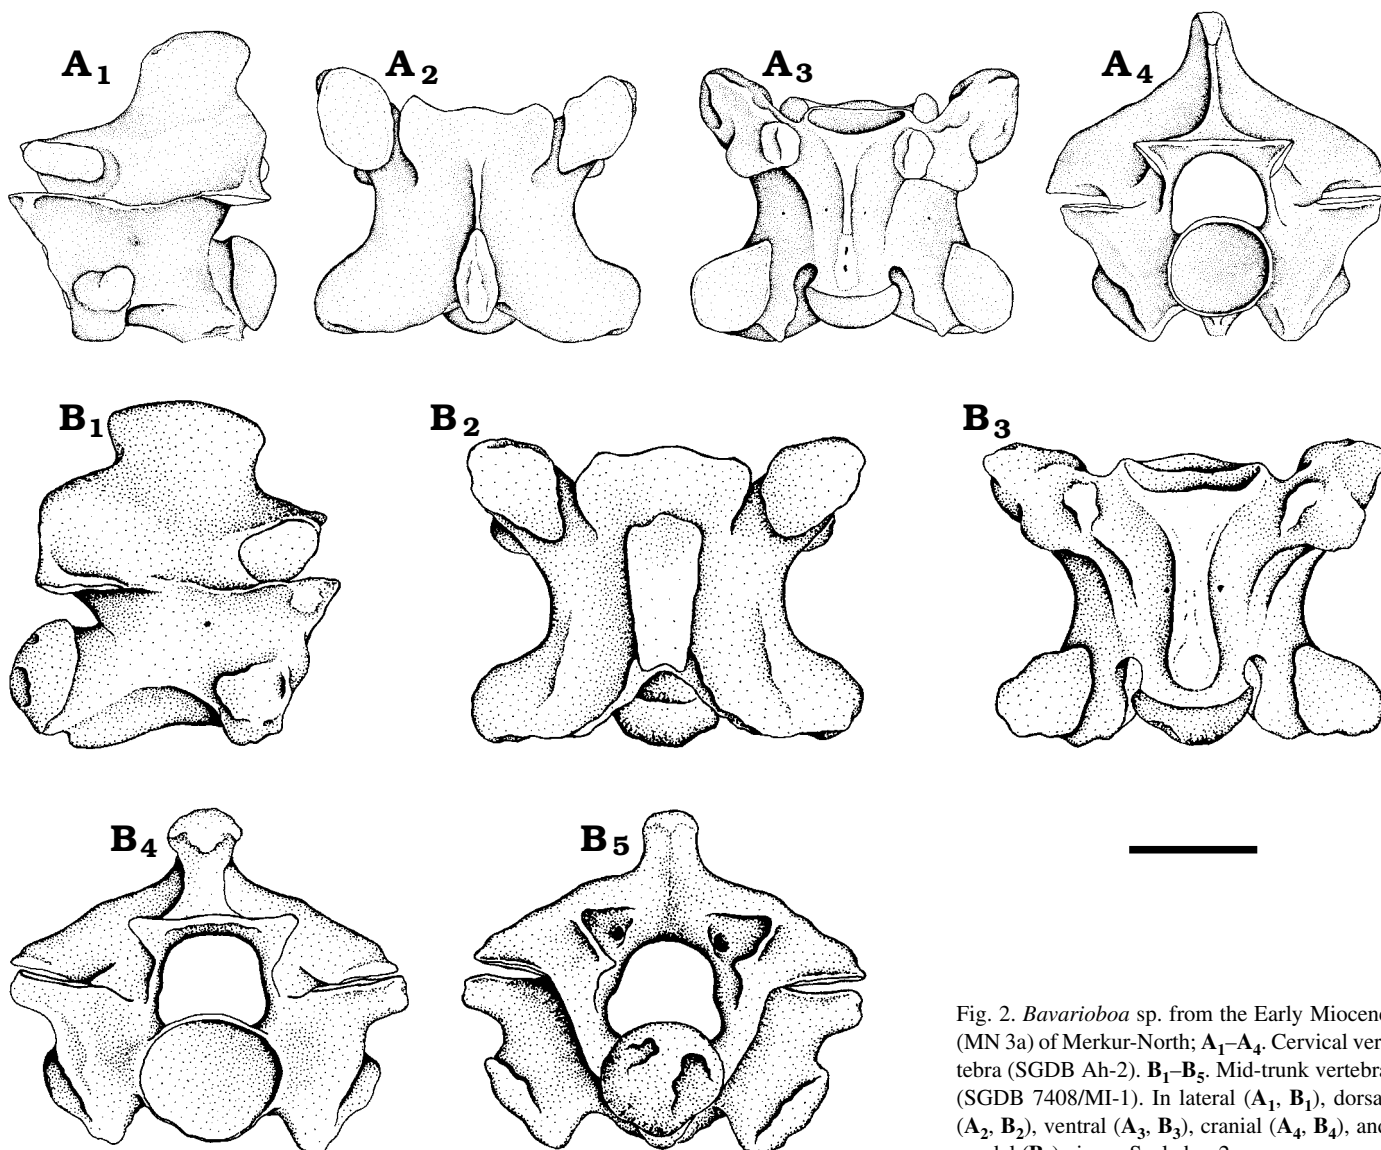 A1
A2
A3
A4
B1
B2
B3
B4
B5
Fig. 2. Bavarioboa sp. from the Early Miocene
(MN 3a) of Merkur-North; A1–A4. Cervical ver
tebra (SGDB Ah-2). B1–B5. Mid-trunk vertebra
(SGDB 7408/MI-1). In lateral (A1, B1), dorsa
(A2, B2), ventral (A3, B3), cranial (A4, B4), and